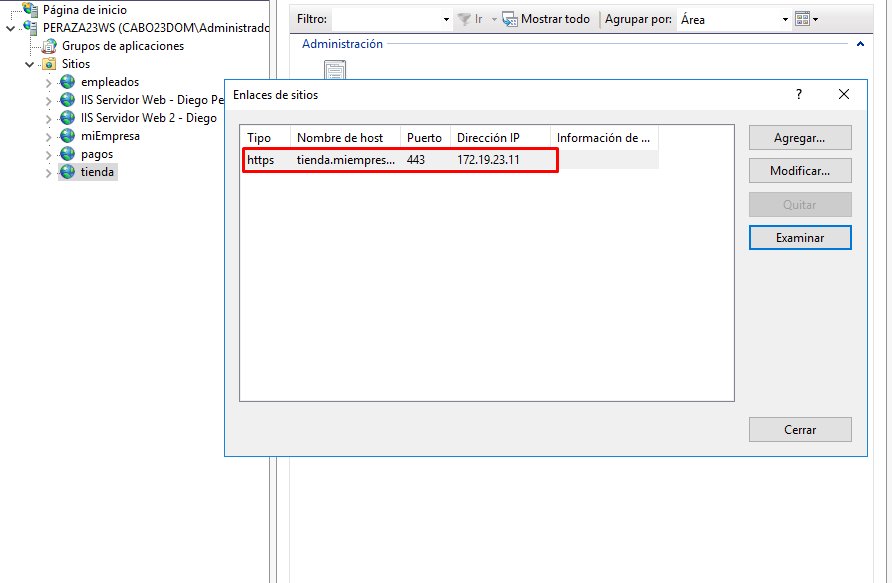 Página de inicio
PERAZA23WS (CABO23DOM\Administrado
Grupos de aplicaciones
Sitios
empleados
IIS Servidor Web - Diego Pe
IIS Servidor Web 2 - Diego
miEmpresa
pagos
tienda
Filtro: Ir Mostrar todo Agrupar por: Área
Administración
Enlaces de sitios ?
Tipo Nombre de host Puerto Dirección IP Información de ...
https tienda.miempres... 443 172.19.23.11
Agregar...
Modificar...
Quitar
Examinar
Cerrar